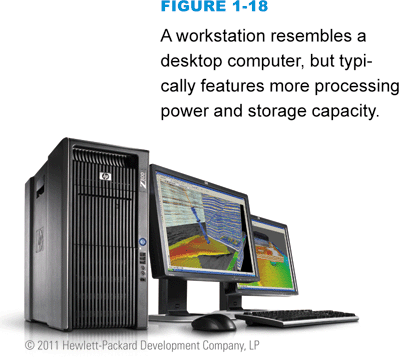 FIGURE 1-18
A workstation resembles a
desktop computer, but typi-
cally features more processing
power and storage capacity.
hp
© 2011 Hewlett-Packard Development Company, LP